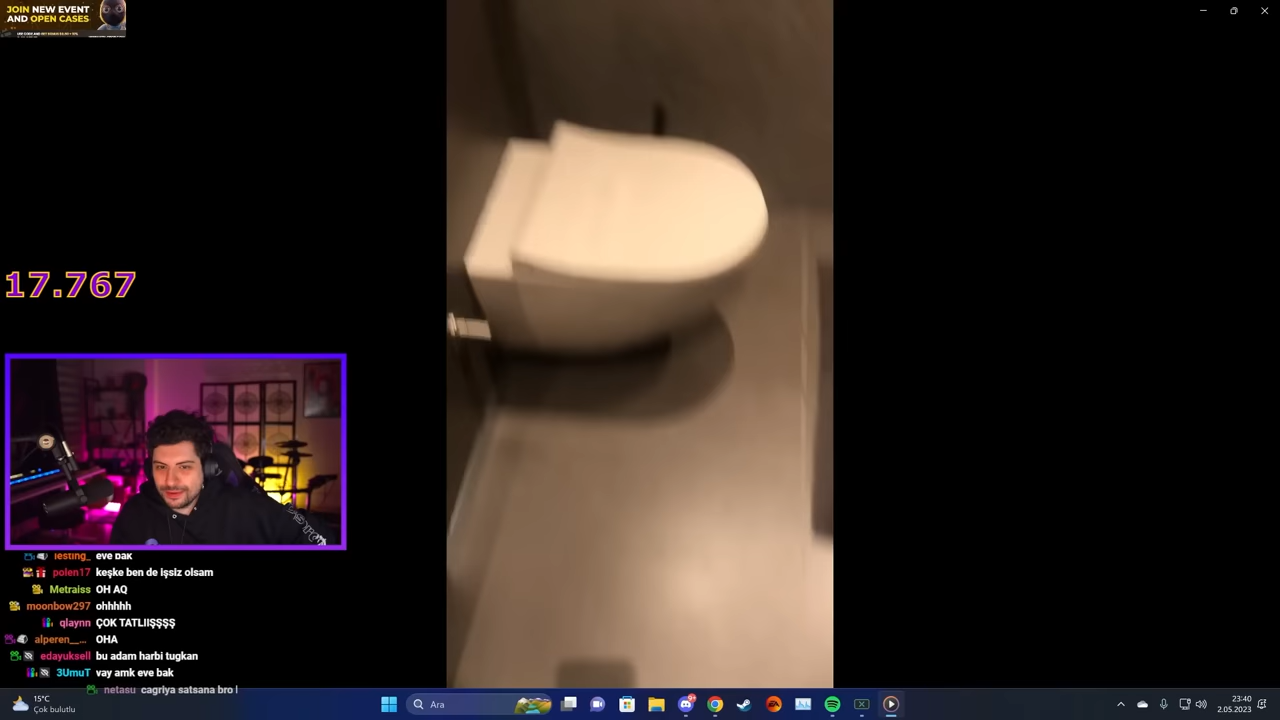 JOIN NEW EVENT
AND OPEN CASES
17.767
eve bak
polen17 keşke ben de işsiz olsam
Metraiss OH AQ
moonbow297 ohhhhh
qlaynn ÇOK TATLIIŞŞŞŞ
alperen__... OHA
edayuksell bu adam harbi tugkan
3UmuT vay amk eve bak
netasu cagriya satsana bro
15°C
Çok bulutlu
Ara
23:40
2.05.2023